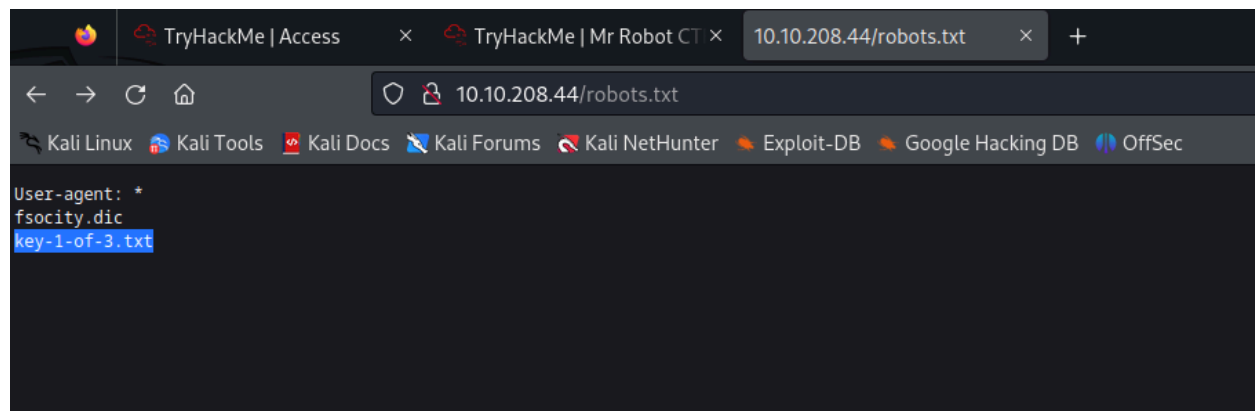 TryHackMe | Access × TryHackMe | Mr Robot CT × 10.10.208.44/robots.txt × +
10.10.208.44/robots.txt
Kali Linux Kali Tools Kali Docs Kali Forums Kali NetHunter Exploit-DB Google Hacking DB OffSec
User-agent: *
fsocity.dic
key-1-of-3.txt